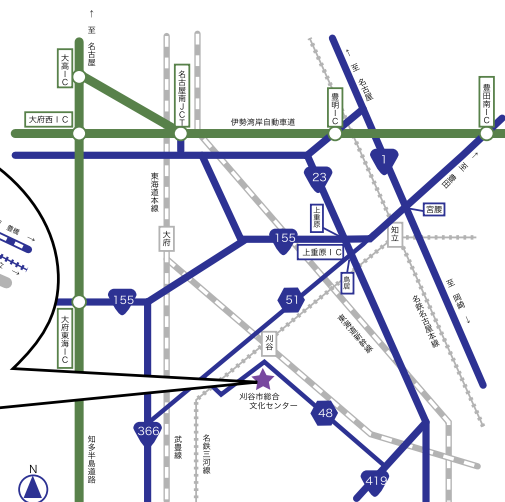 ↑ 至 名古屋
大高IC
名古屋南JCT
大府西IC
伊勢湾岸自動車道
豊明IC
豊田南IC
↑ 至 名古屋
1
至 豊田 →
23
東海道本線
大府
155
上重原
上重原IC
宮腰
知立
155
51
至 岡崎 ↓
名鉄名古屋本線
東海道新幹線
大府東海IC
刈谷
刈谷市総合
文化センター
48
366
419
知多半島道路
武豊線
名鉄三河線
豊橋 →
N